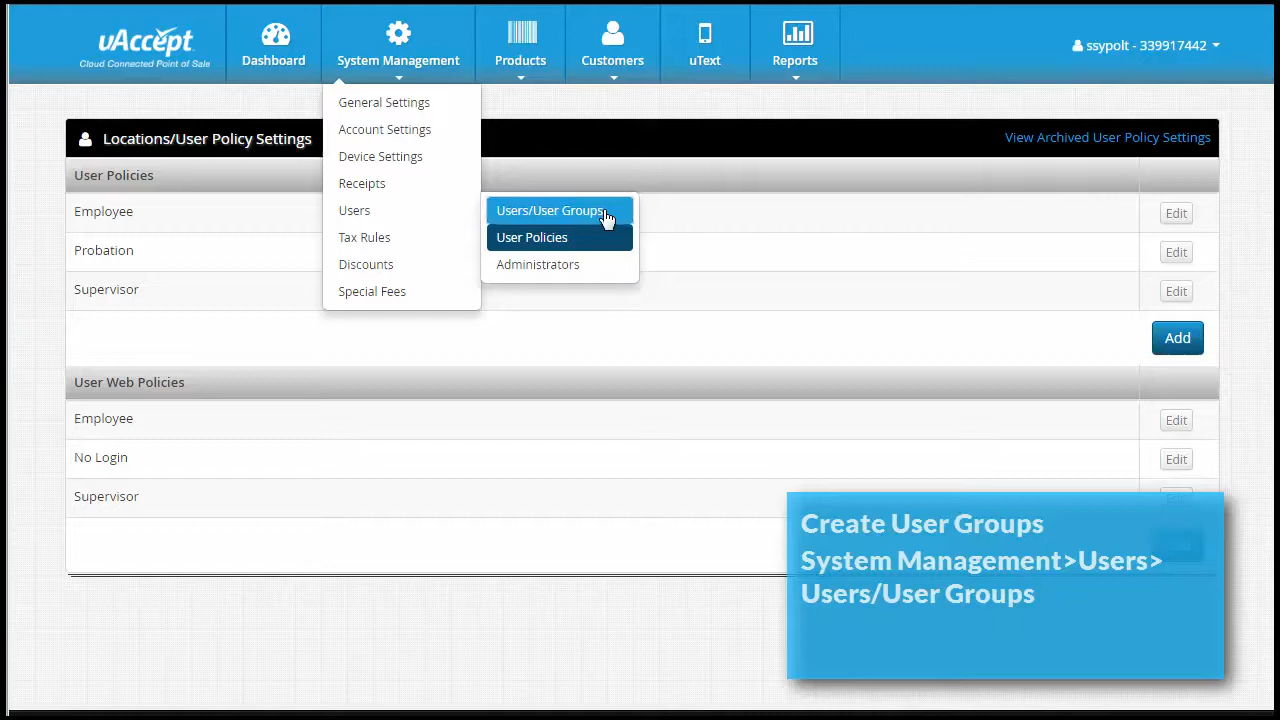 uAccept
Cloud Connected Point of Sale
Dashboard
System Management
Products
Customers
uText
Reports
ssypolt - 339917442
General Settings
Account Settings
Device Settings
Receipts
Users
Tax Rules
Discounts
Special Fees
Users/User Groups
User Policies
Administrators
Locations/User Policy Settings
View Archived User Policy Settings
User Policies
Employee
Edit
Probation
Edit
Supervisor
Edit
Add
User Web Policies
Employee
Edit
No Login
Edit
Supervisor
Edit
Create User Groups
System Management>Users>
Users/User Groups